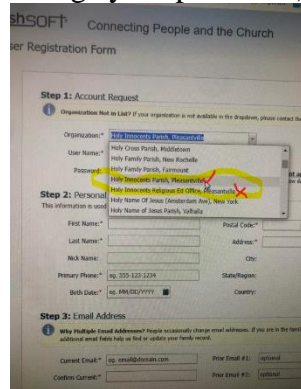 shSOFT Connecting People and the Church
ser Registration Form
Step 1: Account Request
Organization Not in List? If your organization is not available in the dropdown, please contact the
Organization:* Holy Innocents Parish, Pleasantville
Holy Cross Parish, Middletown
User Name:* Holy Family Parish, New Rochelle
Holy Family Parish, Fairmount
Password: Holy Innocents Parish, Pleasantville
Holy Innocents Religious Ed Office, Pleasantville
Step 2: Personal Holy Name Of Jesus (Amsterdam Ave), New York
This information is used Holy Name of Jesus Parish, Valhalla
First Name:* Postal Code:*
Last Name:* Address:*
Nick Name: City:
Primary Phone:* eg. 555-123-1234 State/Region:
Birth Date:* eg. MM/DD/YYYY Country:
Step 3: Email Address
Why Multiple Email Addresses? People occasionally change email addresses. If you are in the
additional email fields help us find or update your family record.
Current Email:* eg. email@domain.com Prior Email #1: optional
Confirm Current:* Prior Email #2: optional